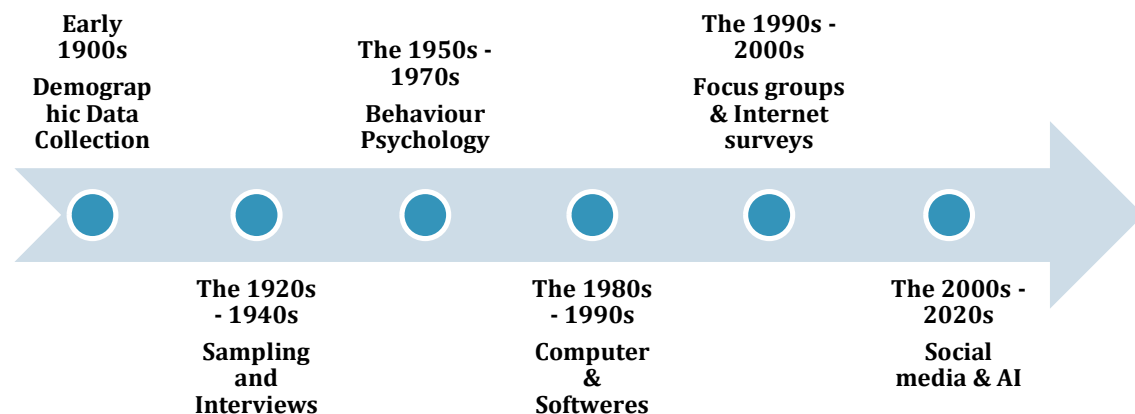 Early
1900s
Demograp
hic Data
Collection
The 1920s
- 1940s
Sampling
and
Interviews
The 1950s -
1970s
Behaviour
Psychology
The 1980s
- 1990s
Computer
&
Softweres
The 1990s -
2000s
Focus groups
& Internet
surveys
The 2000s -
2020s
Social
media & AI